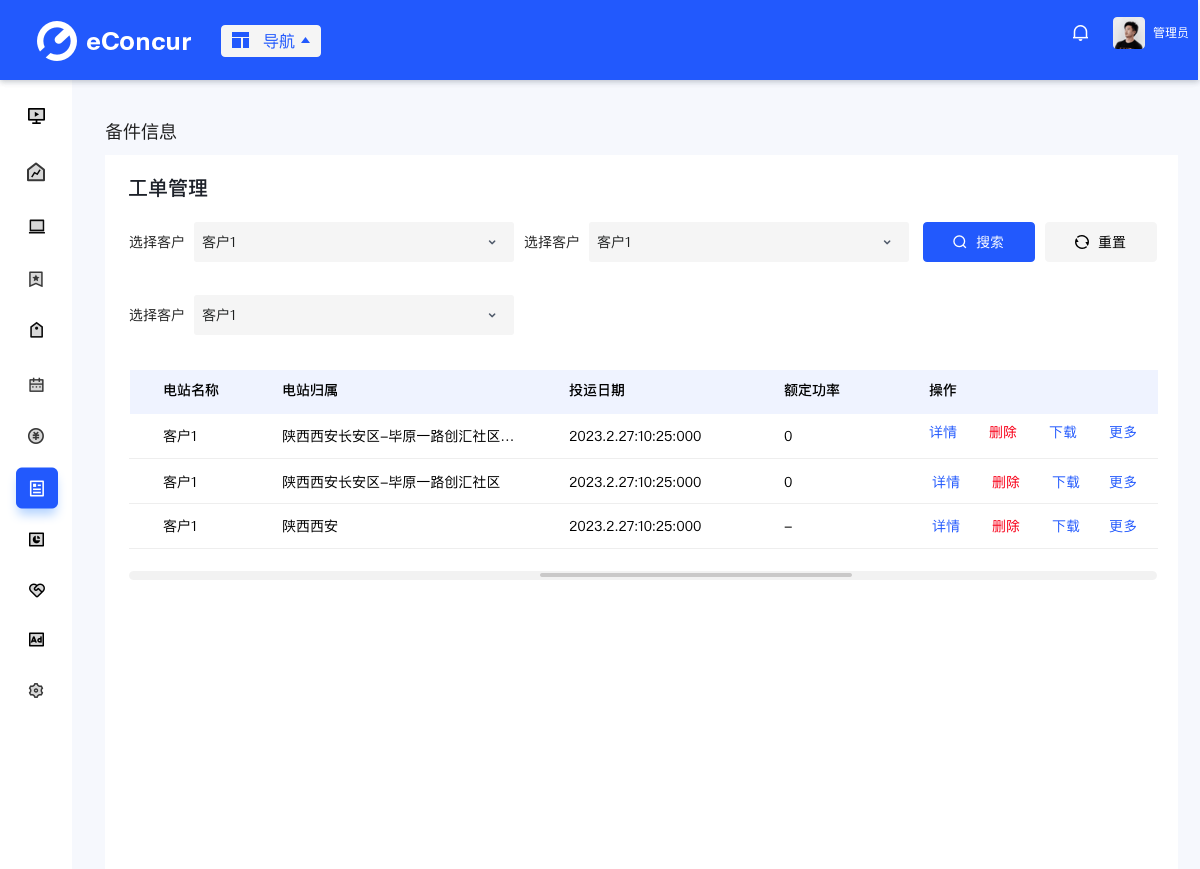 eConcur 导航 管理员
备件信息
工单管理
选择客户 客户1 选择客户 客户1 搜索 重置
选择客户 客户1
电站名称 电站归属 投运日期 额定功率 操作
客户1 陕西西安长安区–毕原一路创汇社区... 2023.2.27:10:25:000 0 详情 删除 下载 更多
客户1 陕西西安长安区–毕原一路创汇社区 2023.2.27:10:25:000 0 详情 删除 下载 更多
客户1 陕西西安 2023.2.27:10:25:000 – 详情 删除 下载 更多
Ad